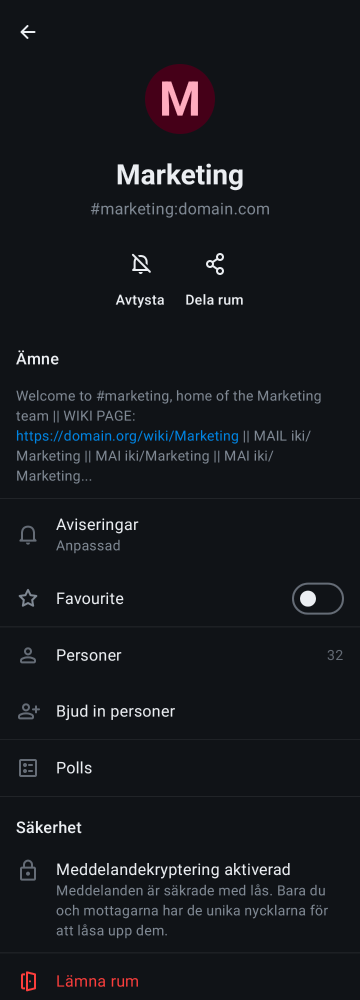 M
Marketing
#marketing:domain.com
Avtysta
Dela rum
Ämne
Welcome to #marketing, home of the Marketing
team || WIKI PAGE:
https://domain.org/wiki/Marketing || MAIL iki/
Marketing || MAI iki/Marketing || MAI iki/
Marketing...
Aviseringar
Anpassad
Favourite
Personer 32
Bjud in personer
Polls
Säkerhet
Meddelandekryptering aktiverad
Meddelanden är säkrade med lås. Bara du
och mottagarna har de unika nycklarna för
att låsa upp dem.
Lämna rum